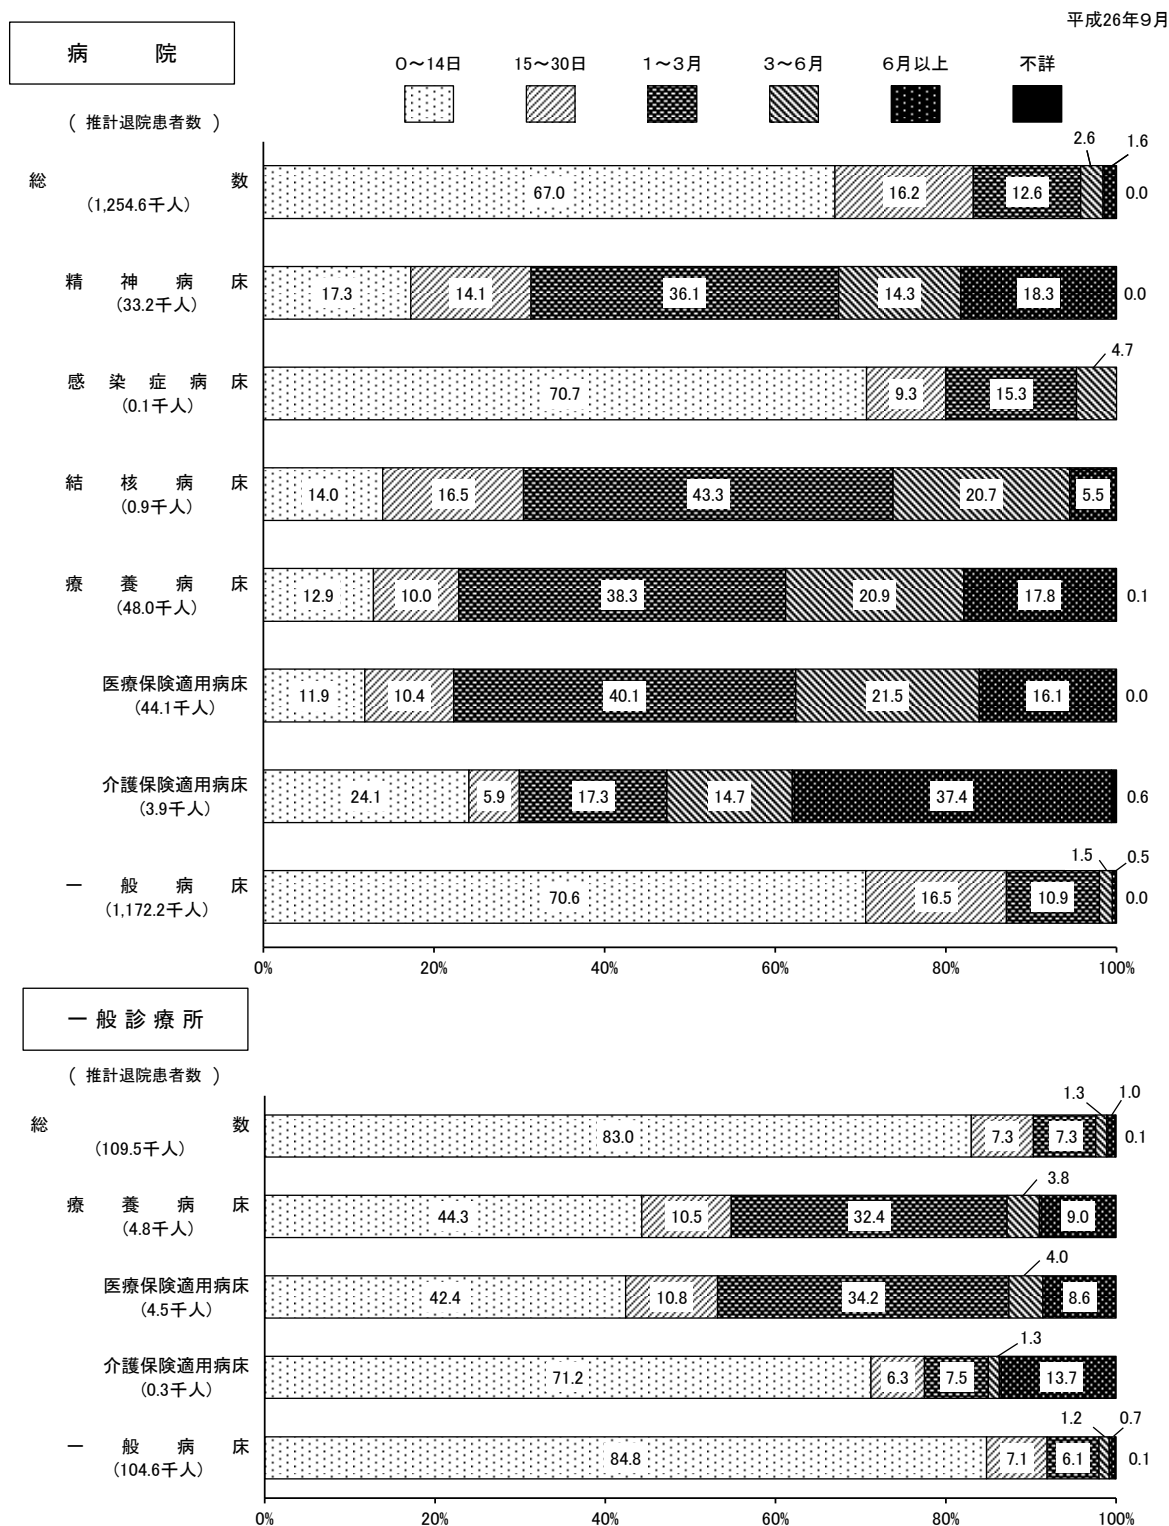 平成26年9月
病院
0～14日 15～30日 1～3月 3～6月 6月以上 不詳
(推計退院患者数)
2.6 1.6
総数
(1,254.6千人)
67.0 16.2 12.6 0.0
精神病床
(33.2千人)
17.3 14.1 36.1 14.3 18.3 0.0
4.7
感染症病床
(0.1千人)
70.7 9.3 15.3
結核病床
(0.9千人)
14.0 16.5 43.3 20.7 5.5
療養病床
(48.0千人)
12.9 10.0 38.3 20.9 17.8 0.1
医療保険適用病床
(44.1千人)
11.9 10.4 40.1 21.5 16.1 0.0
介護保険適用病床
(3.9千人)
24.1 5.9 17.3 14.7 37.4 0.6
1.5 0.5
一般病床
(1,172.2千人)
70.6 16.5 10.9 0.0
0% 20% 40% 60% 80% 100%
一般診療所
(推計退院患者数)
1.3 1.0
総数
(109.5千人)
83.0 7.3 7.3 0.1
3.8
療養病床
(4.8千人)
44.3 10.5 32.4 9.0
4.0
医療保険適用病床
(4.5千人)
42.4 10.8 34.2 8.6
1.3
介護保険適用病床
(0.3千人)
71.2 6.3 7.5 13.7
1.2 0.7
一般病床
(104.6千人)
84.8 7.1 6.1 0.1
0% 20% 40% 60% 80% 100%